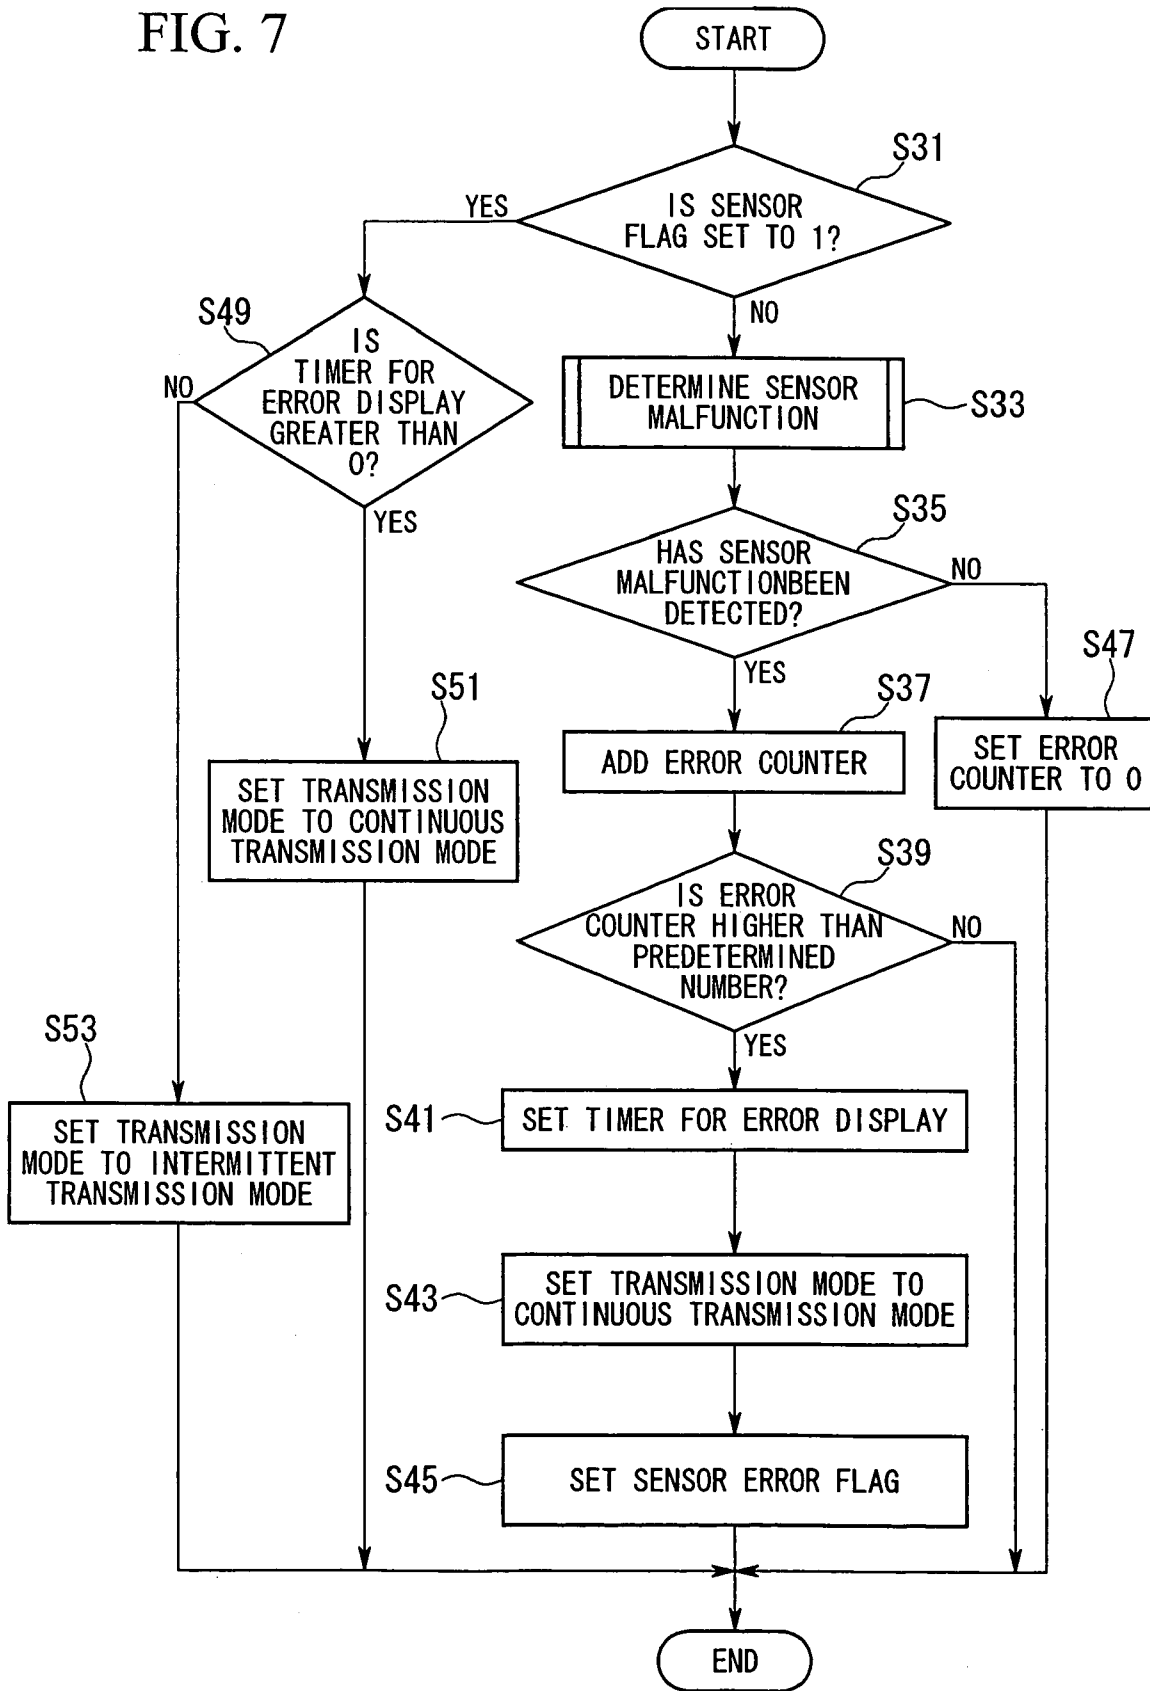 FIG. 7
START
S31
IS SENSOR
FLAG SET TO 1?
YES
NO
S49
IS
TIMER FOR
ERROR DISPLAY
GREATER THAN
0?
NO
YES
DETERMINE SENSOR
MALFUNCTION
S33
S35
HAS SENSOR
MALFUNCTIONBEEN
DETECTED?
NO
YES
S47
SET ERROR
COUNTER TO 0
S37
ADD ERROR COUNTER
S51
SET TRANSMISSION
MODE TO CONTINUOUS
TRANSMISSION MODE
S39
IS ERROR
COUNTER HIGHER THAN
PREDETERMINED
NUMBER?
NO
YES
S53
SET TRANSMISSION
MODE TO INTERMITTENT
TRANSMISSION MODE
S41
SET TIMER FOR ERROR DISPLAY
S43
SET TRANSMISSION MODE TO
CONTINUOUS TRANSMISSION MODE
S45
SET SENSOR ERROR FLAG
END